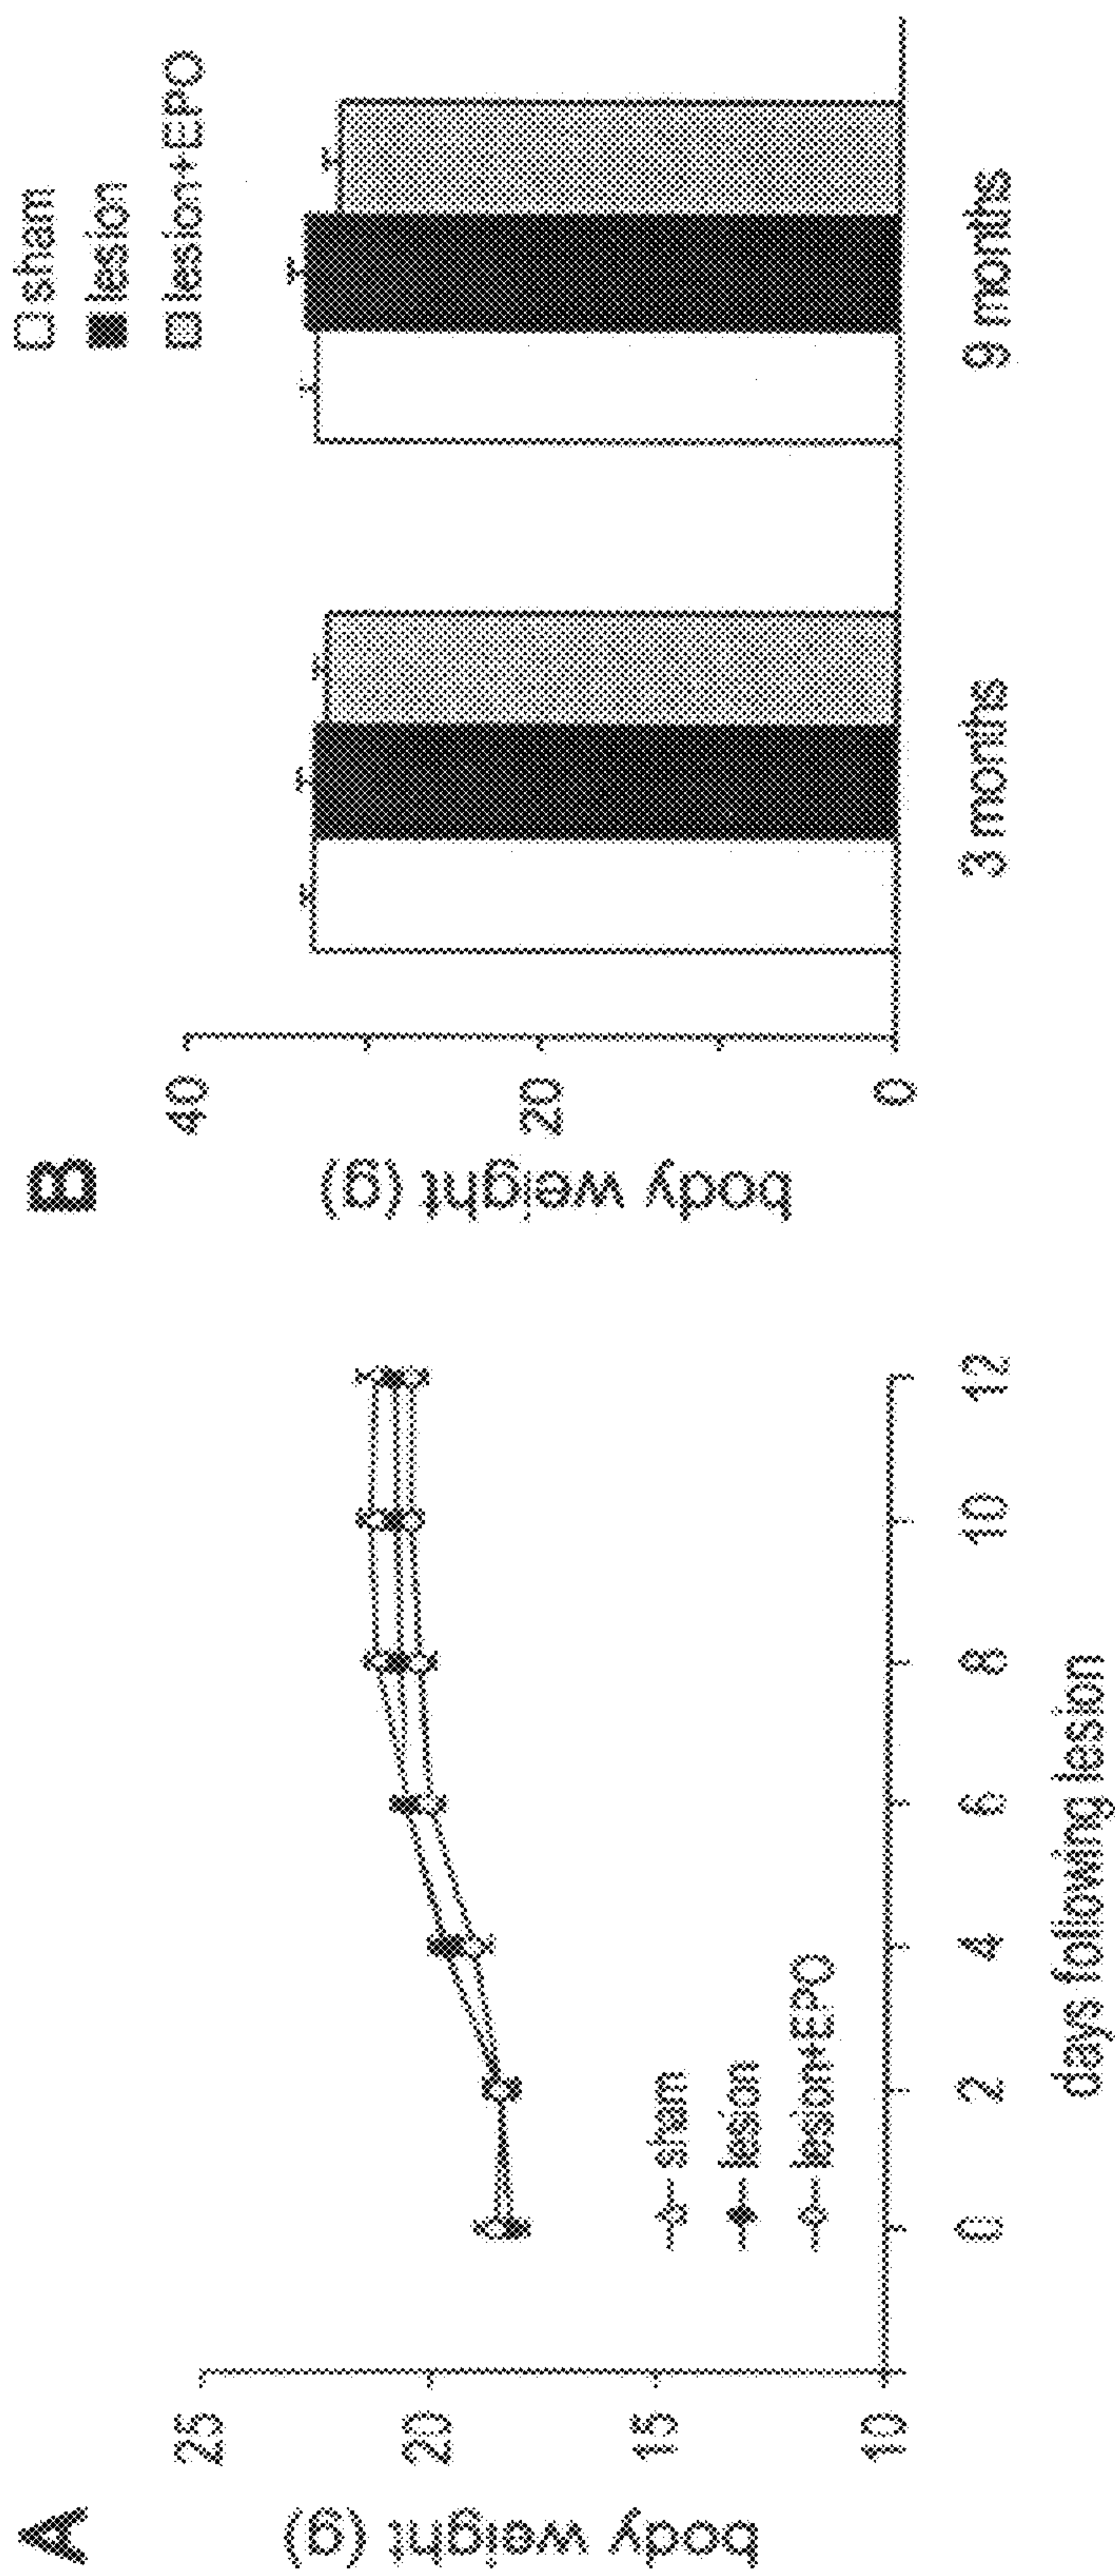 A
body weight (g)
25
20
15
10
sham
lesion
lesion+EPO
0 2 4 6 8 10 12
days following lesion
B
body weight (g)
40
20
0
sham
lesion
lesion+EPO
3 months
9 months